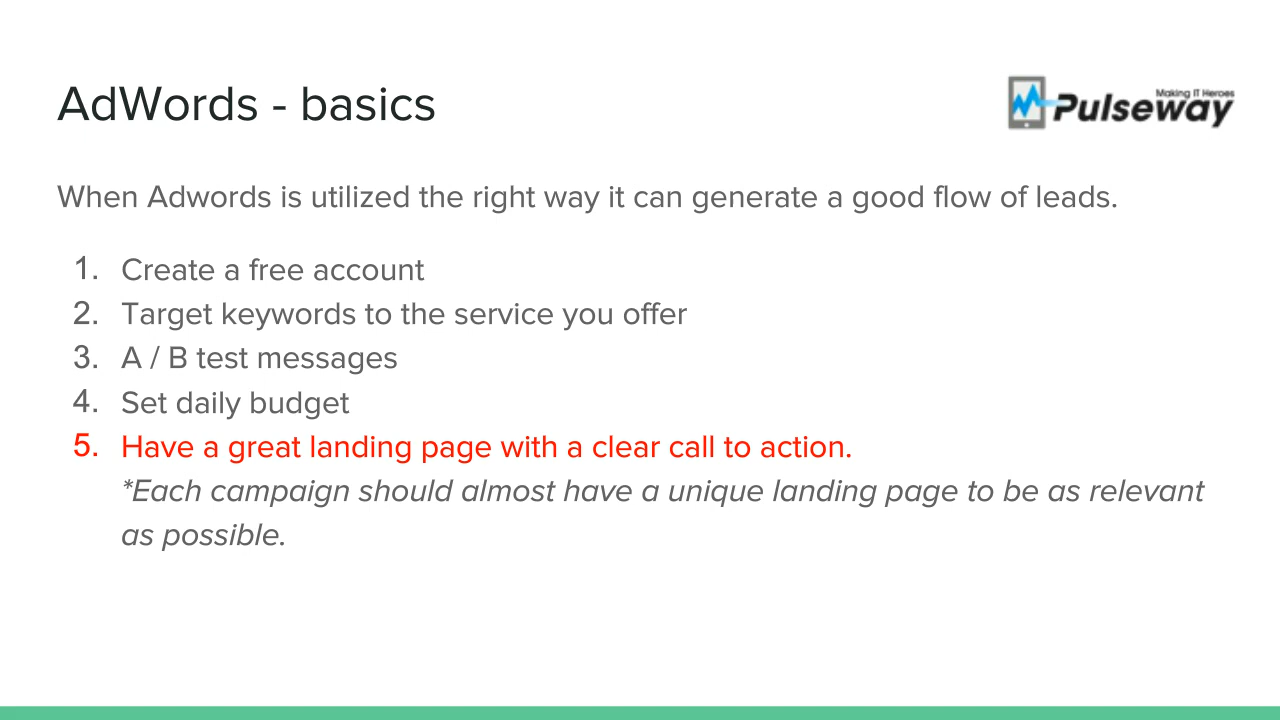 AdWords - basics
Making IT Heroes
Pulseway
When Adwords is utilized the right way it can generate a good flow of leads.
1. Create a free account
2. Target keywords to the service you offer
3. A / B test messages
4. Set daily budget
5. Have a great landing page with a clear call to action.
*Each campaign should almost have a unique landing page to be as relevant
as possible.